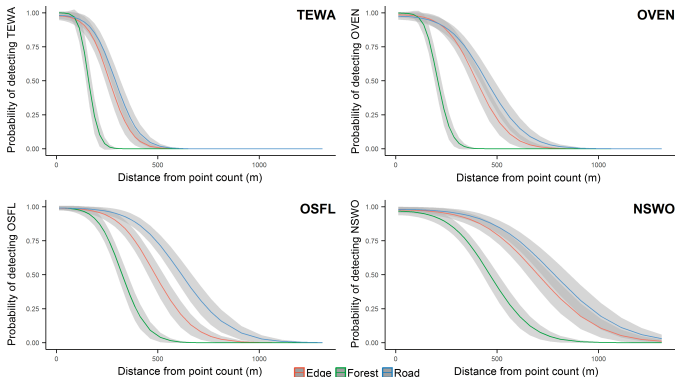 TEWA
Probability of detecting TEWA
1.00
0.75
0.50
0.25
0.00
0 500 1000
Distance from point count (m)
OVEN
Probability of detecting OVEN
1.00
0.75
0.50
0.25
0.00
0 500 1000
Distance from point count (m)
OSFL
Probability of detecting OSFL
1.00
0.75
0.50
0.25
0.00
0 500 1000
Distance from point count (m)
NSWO
Probability of detecting NSWO
1.00
0.75
0.50
0.25
0.00
0 500 1000
Distance from point count (m)
Edge Forest Road